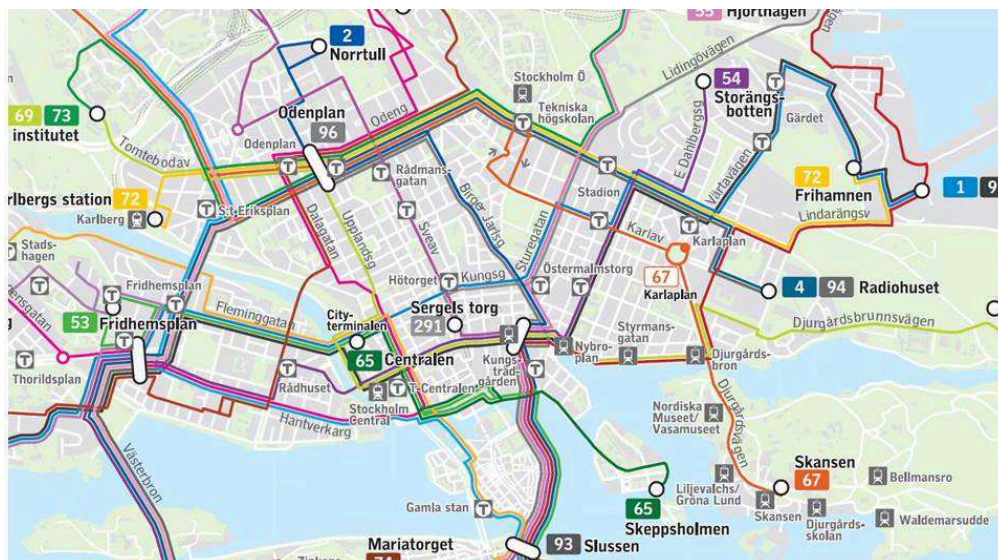 55 Hjorthagen
2
Norrtull
Lidingövägen
54
Storängs-
botten
Stockholm Ö
Tekniska
högskolan
Gärdet
69 73
institutet
Odenplan
96
Odeng
Odenplan
E Dahlbergsg
Värtavägen
Tomtebodav
Rådmans-
gatan
Birger Jarlsg
Stadion
72
Frihamnen
1 9
Lindarängsv
rlbergs station 72
Karlberg
S:t Eriksplan
Dalagatan
Upplandsg
Sveav
Sturegatan
Karlav
Karlaplan
Stads-
hagen
Fridhemsplan
Hötorget
Kungsg
Östermalmstorg
67
Karlaplan
4 94 Radiohuset
Sergels torg
291
Djurgårdsbrunnsvägen
ensgatan
53
Fridhemsplan
g
Fleminggatan
City-
terminalen
65 Centralen
Styrmans-
gatan
Nybro-
plan
Djurgårds-
bron
Kungs-
träd-
gården
Thorildsplan
Rådhuset
T-Centralen
Stockholm
Central
Hantverkarg
Nordiska
Museet/
Vasamuseet
Djurgårdsvägen
Västerbron
Skansen
67
Bellmansro
Liljevalchs/
Gröna Lund
65
Skeppsholmen
Gamla stan
Skansen
Djurgårds-
skolan
Waldemarsudde
Mariatorget
74
93 Slussen